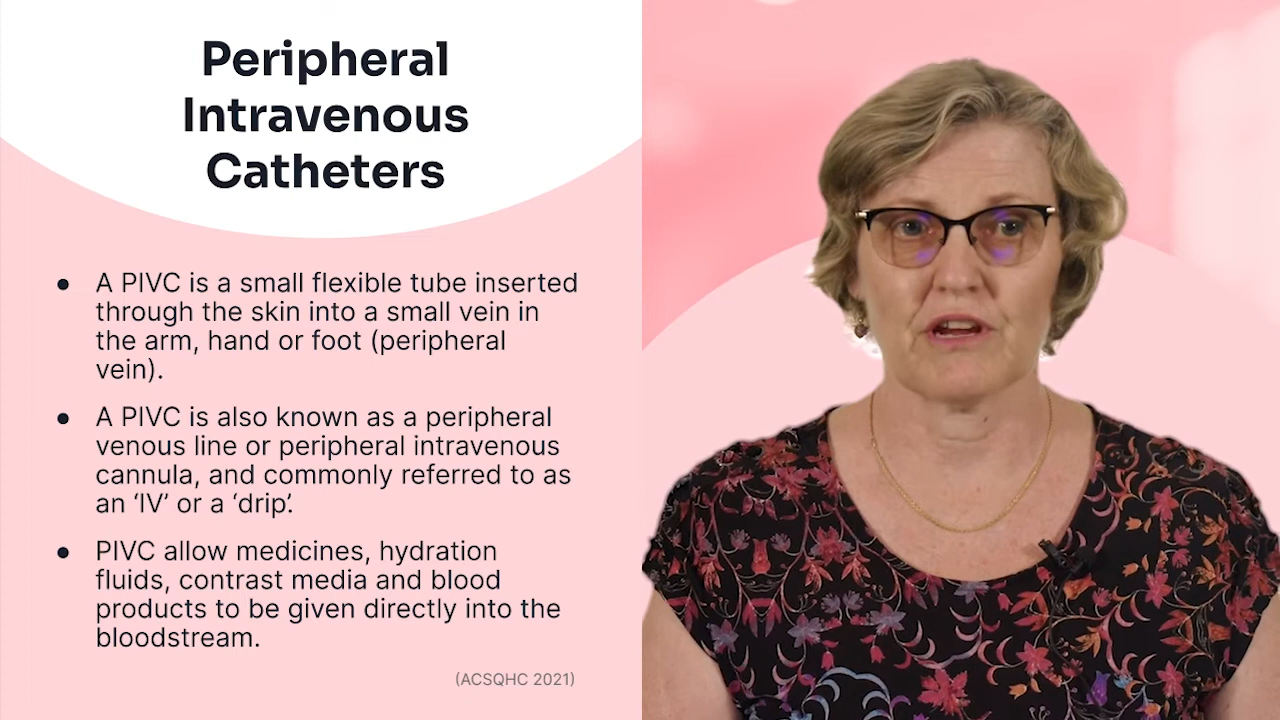 Peripheral
Intravenous
Catheters
● A PIVC is a small flexible tube inserted
through the skin into a small vein in
the arm, hand or foot (peripheral
vein).
● A PIVC is also known as a peripheral
venous line or peripheral intravenous
cannula, and commonly referred to as
an ‘IV’ or a ‘drip’.
● PIVC allow medicines, hydration
fluids, contrast media and blood
products to be given directly into the
bloodstream.
(ACSQHC 2021)